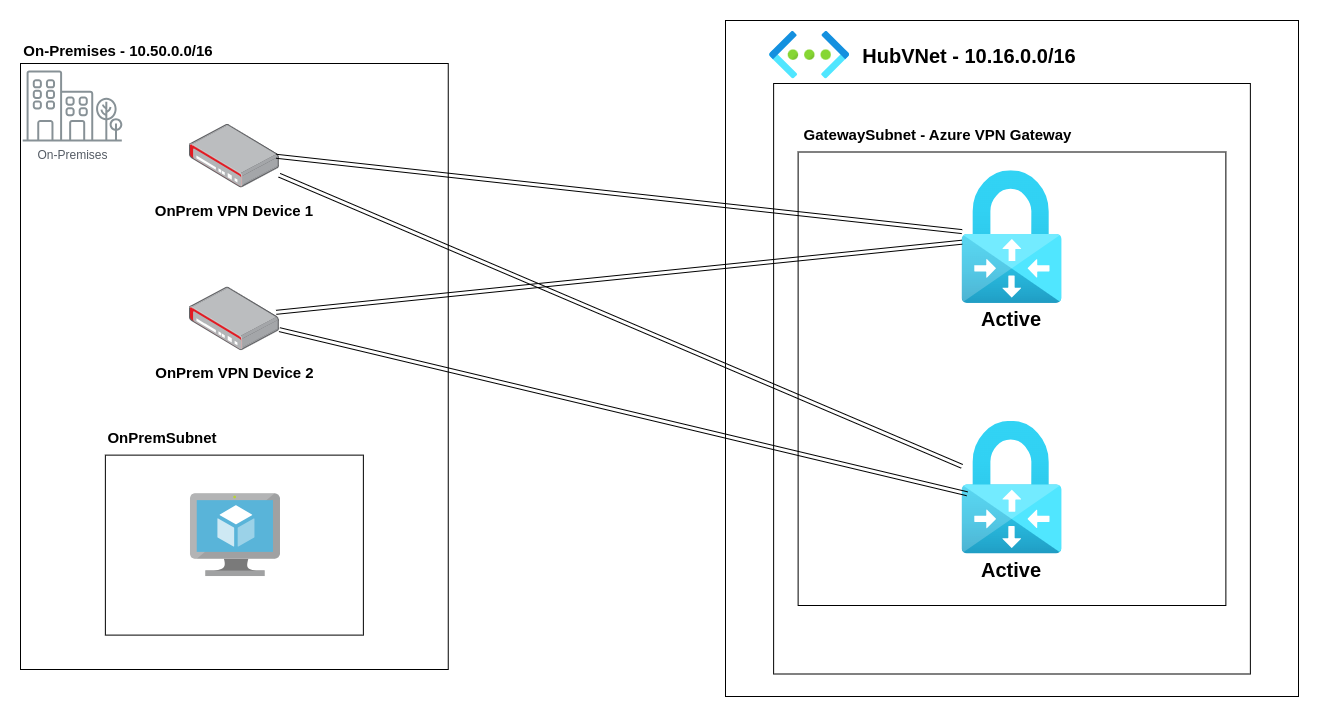 On-Premises - 10.50.0.0/16
On-Premises
OnPrem VPN Device 1
OnPrem VPN Device 2
OnPremSubnet
HubVNet - 10.16.0.0/16
GatewaySubnet - Azure VPN Gateway
Active
Active